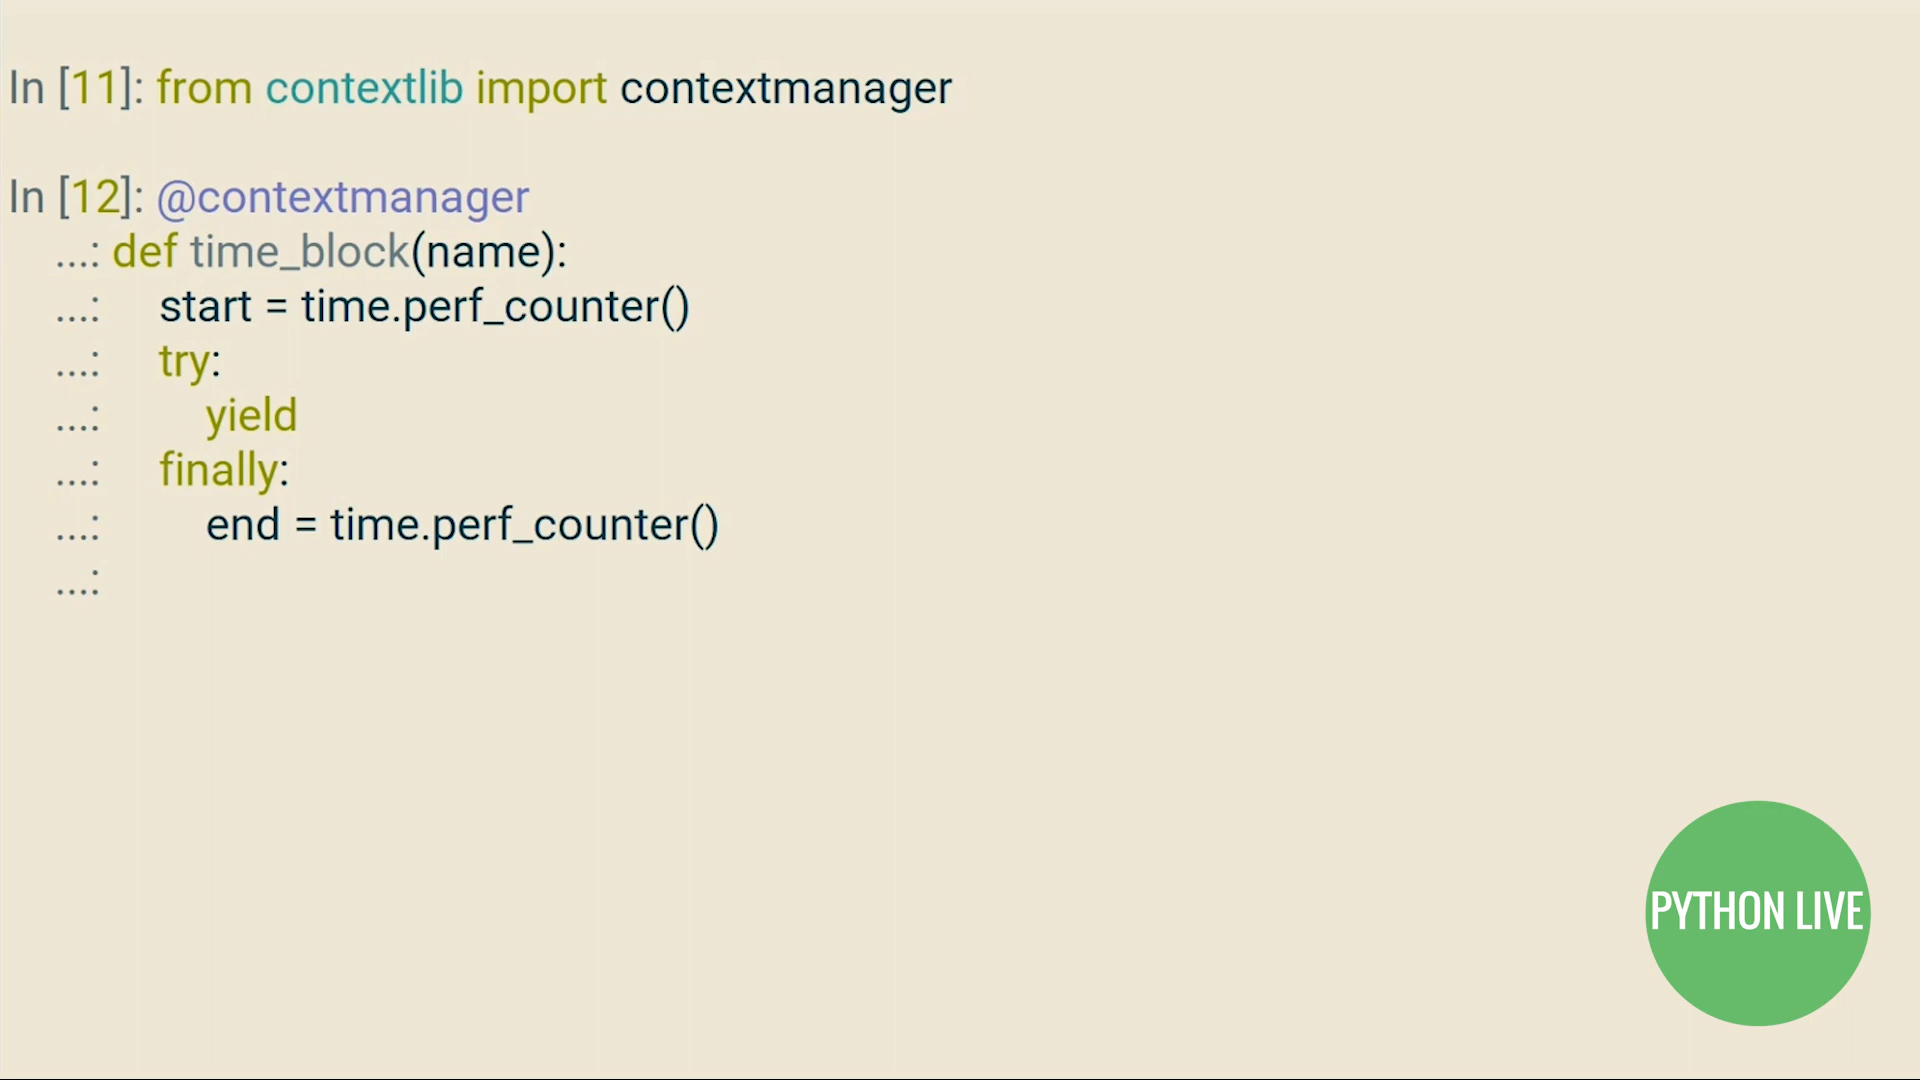 In [11]: from contextlib import contextmanager
In [12]: @contextmanager
...: def time_block(name):
...:     start = time.perf_counter()
...:     try:
...:         yield
...:     finally:
...:         end = time.perf_counter()
...:
PYTHON LIVE